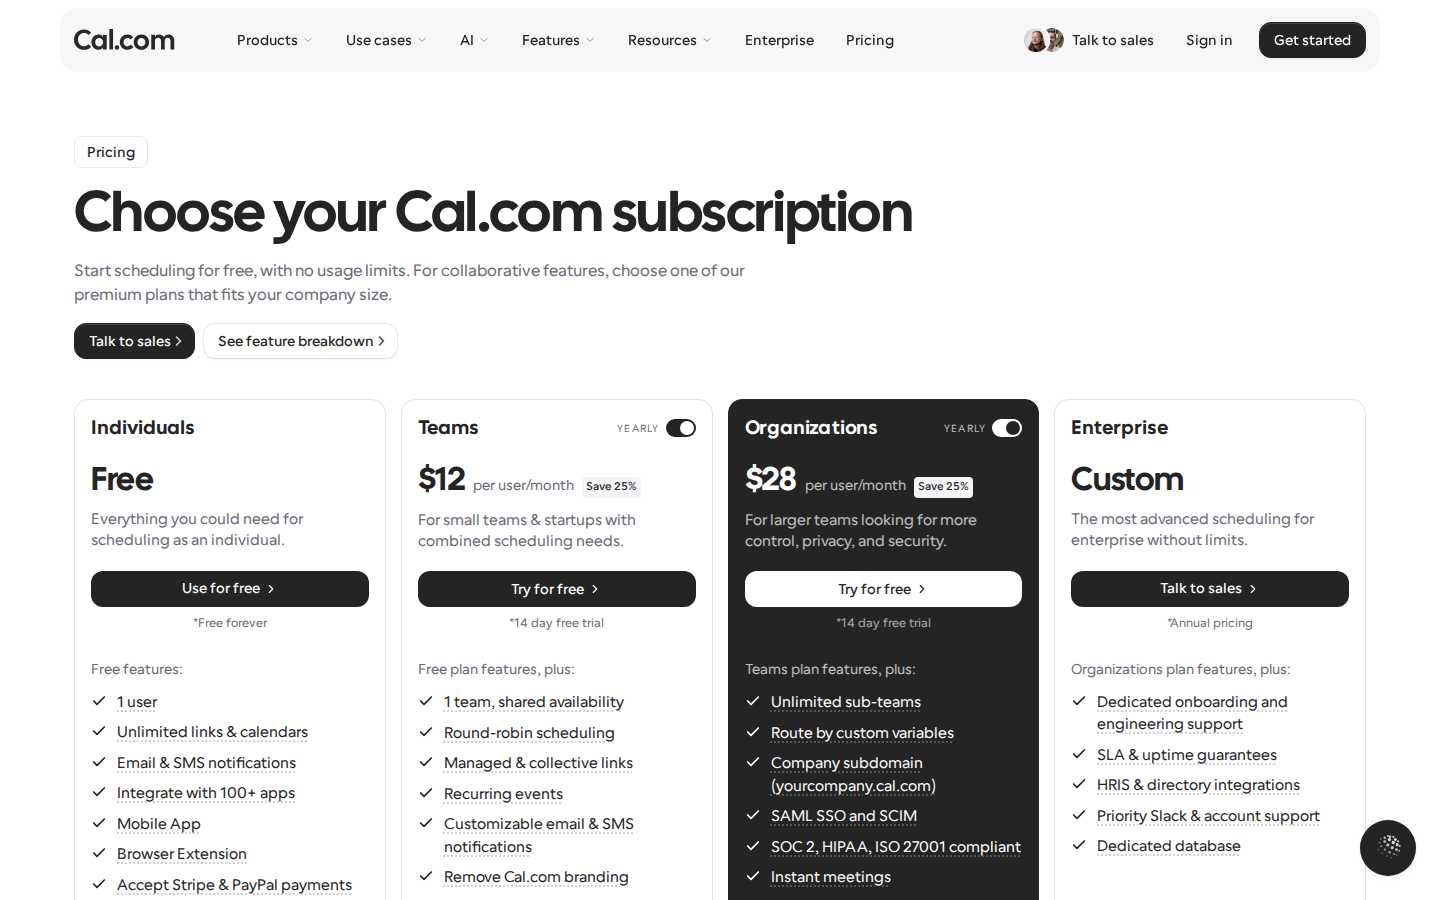 Cal.com
Products
Use cases
AI
Features
Resources
Enterprise
Pricing
Talk to sales
Sign in
Get started
Pricing
Choose your Cal.com subscription
Start scheduling for free, with no usage limits. For collaborative features, choose one of our
premium plans that fits your company size.
Talk to sales
See feature breakdown
Individuals
Free
Everything you could need for
scheduling as an individual.
Use for free
*Free forever
Free features:
1 user
Unlimited links & calendars
Email & SMS notifications
Integrate with 100+ apps
Mobile App
Browser Extension
Accept Stripe & PayPal payments
Teams
YEARLY
$12 per user/month Save 25%
For small teams & startups with
combined scheduling needs.
Try for free
*14 day free trial
Free plan features, plus:
1 team, shared availability
Round-robin scheduling
Managed & collective links
Recurring events
Customizable email & SMS
notifications
Remove Cal.com branding
Organizations
YEARLY
$28 per user/month Save 25%
For larger teams looking for more
control, privacy, and security.
Try for free
*14 day free trial
Teams plan features, plus:
Unlimited sub-teams
Route by custom variables
Company subdomain
(yourcompany.cal.com)
SAML SSO and SCIM
SOC 2, HIPAA, ISO 27001 compliant
Instant meetings
Enterprise
Custom
The most advanced scheduling for
enterprise without limits.
Talk to sales
*Annual pricing
Organizations plan features, plus:
Dedicated onboarding and
engineering support
SLA & uptime guarantees
HRIS & directory integrations
Priority Slack & account support
Dedicated database